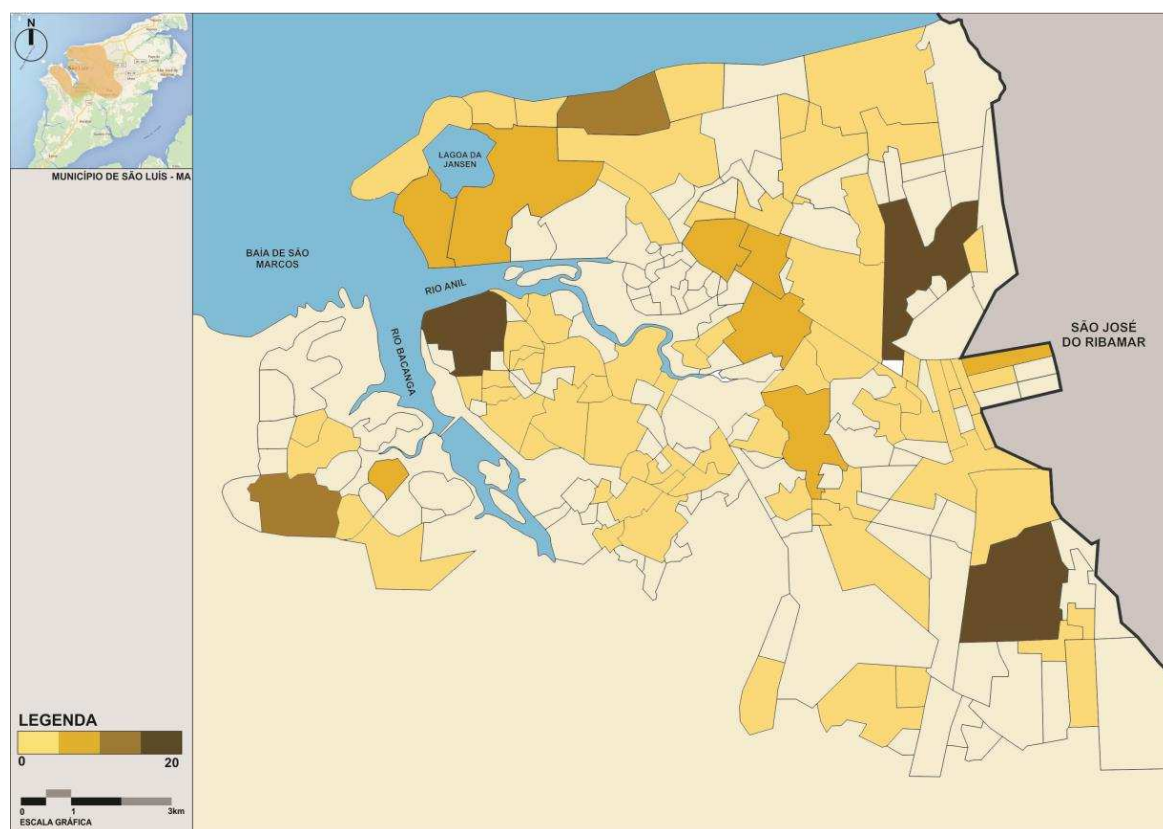 N
MUNICÍPIO DE SÃO LUÍS - MA
LAGOA DA
JANSEN
BAÍA DE SÃO
MARCOS
RIO ANIL
RIO BACANGA
SÃO JOSÉ
DO RIBAMAR
LEGENDA
0 20
0 1 3km
ESCALA GRÁFICA